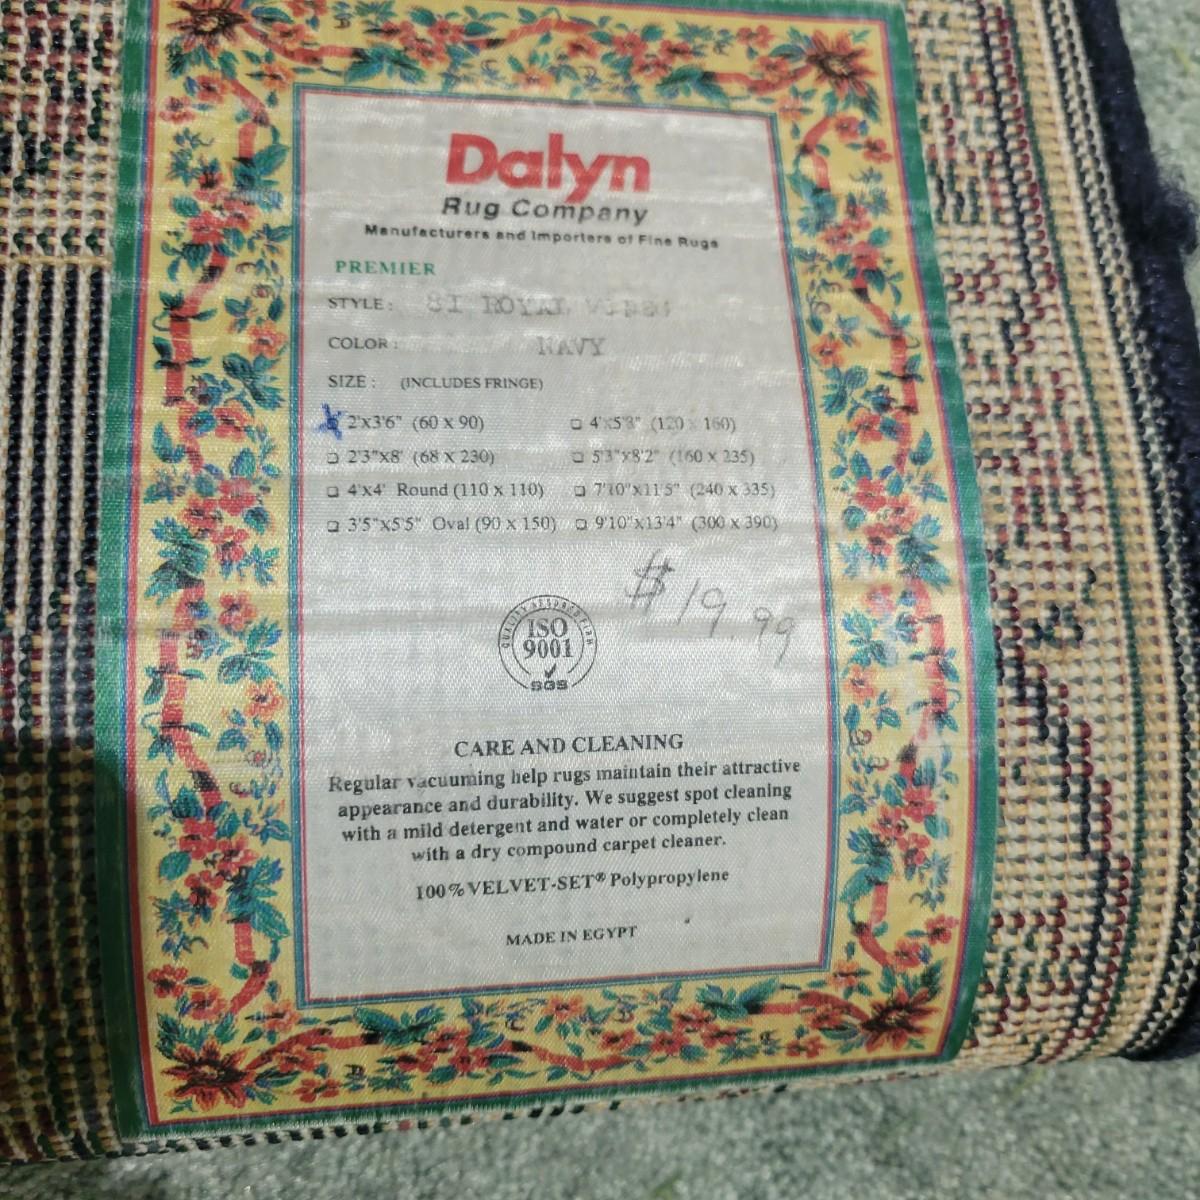 Dalyn
Rug Company
Manufacturers and Importers of Fine Rugs
PREMIER
STYLE : 81 ROYAL
COLOR : NAVY
SIZE : (INCLUDES FRINGE)
2'x3'6" (60 x 90) 4'x5'3" (120 x 160)
2'3"x8' (68 x 230) 5'3"x8'2" (160 x 235)
4'x4' Round (110 x 110) 7'10"x11'5" (240 x 335)
3'5"x5'5" Oval (90 x 150) 9'10"x13'4" (300 x 390)
$19.99
QUALITY ASSURED FIRM
ISO
9001
SGS
CARE AND CLEANING
Regular vacuuming help rugs maintain their attractive
appearance and durability. We suggest spot cleaning
with a mild detergent and water or completely clean
with a dry compound carpet cleaner.
100% VELVET-SET® Polypropylene
MADE IN EGYPT